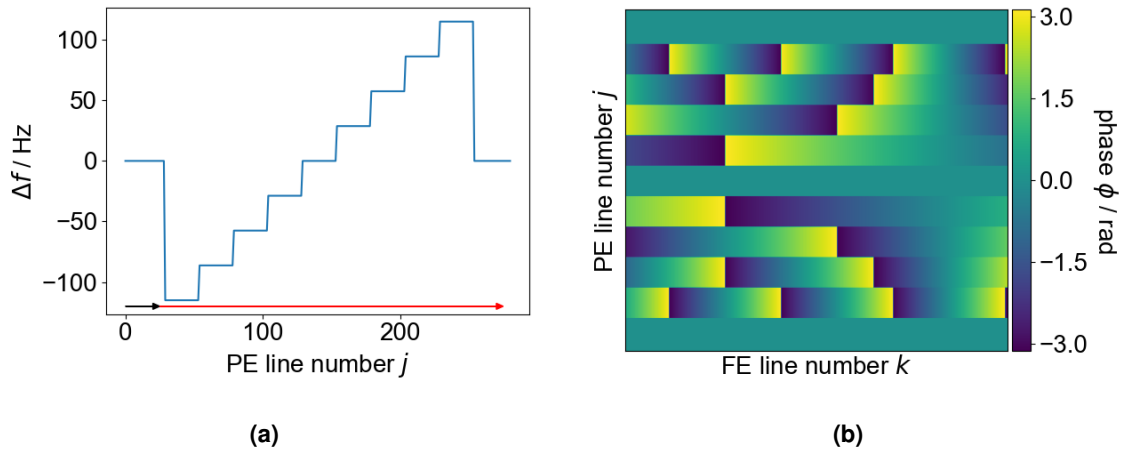 100
50
0
−50
−100
Δf / Hz
0
100
200
PE line number j
(a)
PE line number j
FE line number k
3.0
1.5
0.0
−1.5
−3.0
phase ϕ / rad
(b)